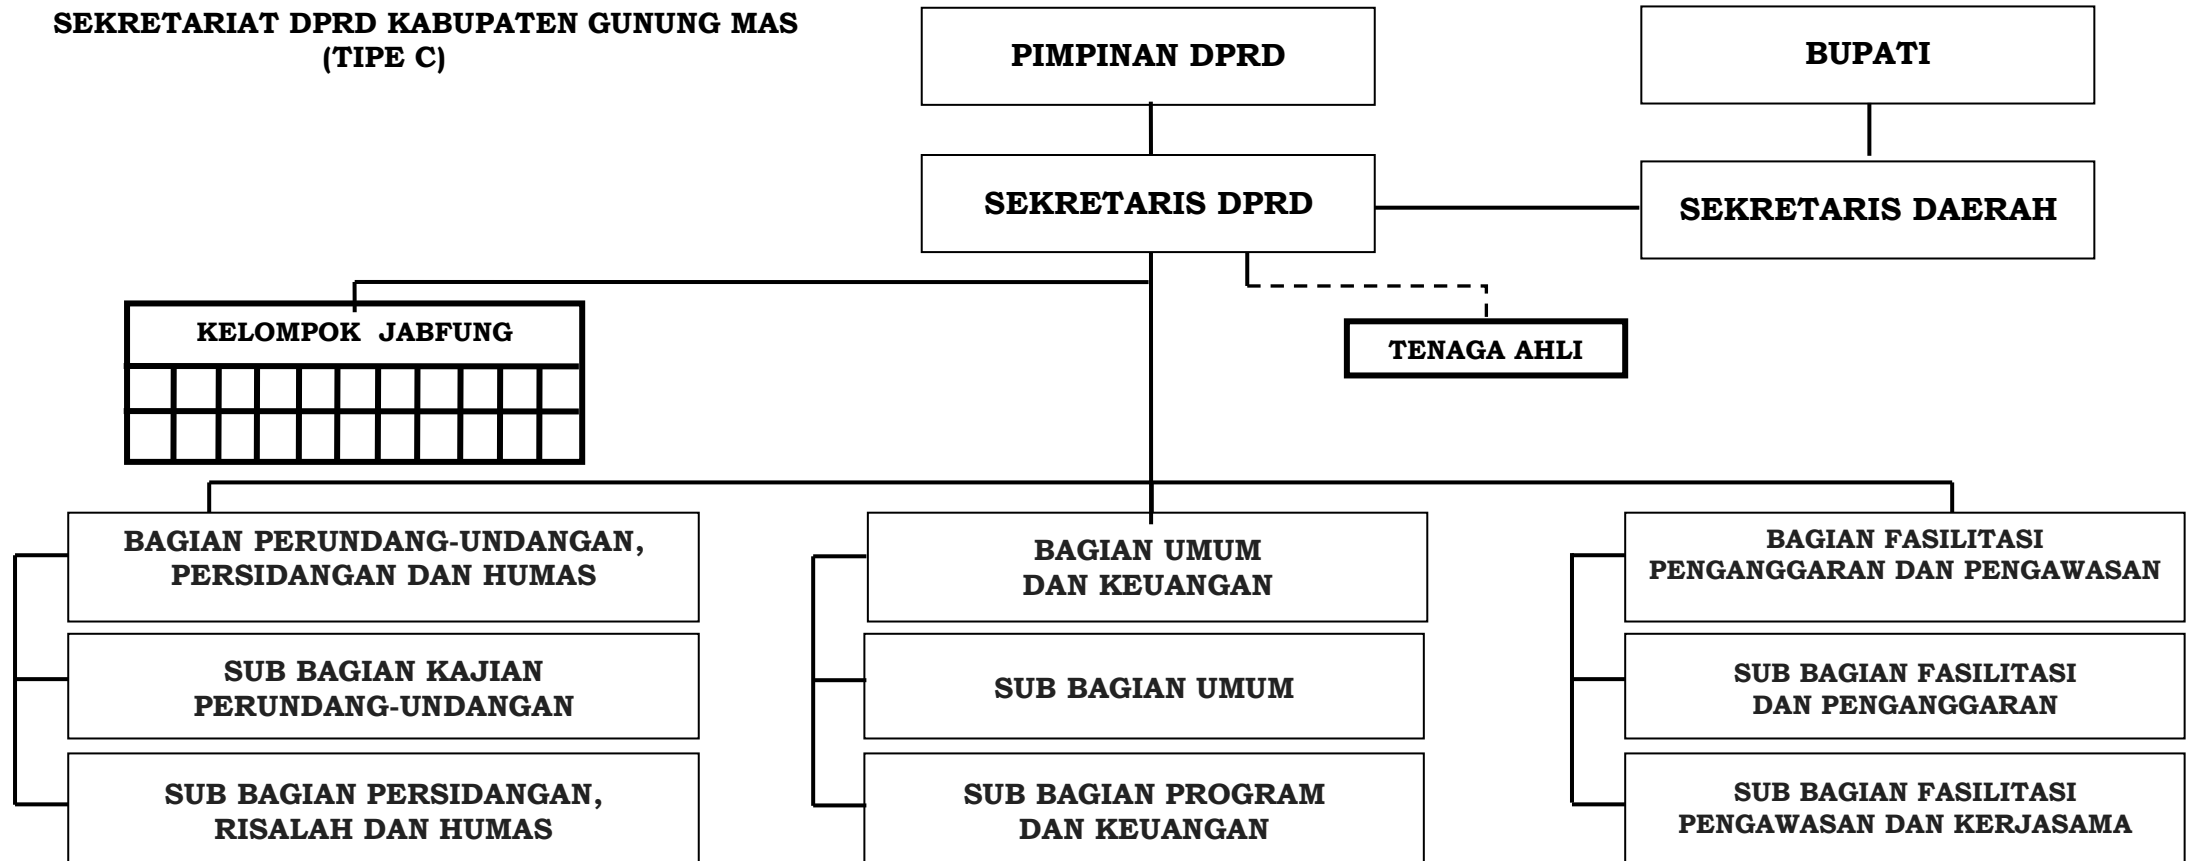 SEKRETARIAT DPRD KABUPATEN GUNUNG MAS
(TIPE C)
PIMPINAN DPRD
BUPATI
SEKRETARIS DPRD
SEKRETARIS DAERAH
KELOMPOK JABFUNG
TENAGA AHLI
BAGIAN PERUNDANG-UNDANGAN,
PERSIDANGAN DAN HUMAS
SUB BAGIAN KAJIAN
PERUNDANG-UNDANGAN
SUB BAGIAN PERSIDANGAN,
RISALAH DAN HUMAS
BAGIAN UMUM
DAN KEUANGAN
SUB BAGIAN UMUM
SUB BAGIAN PROGRAM
DAN KEUANGAN
BAGIAN FASILITASI
PENGANGGARAN DAN PENGAWASAN
SUB BAGIAN FASILITASI
DAN PENGANGGARAN
SUB BAGIAN FASILITASI
PENGAWASAN DAN KERJASAMA